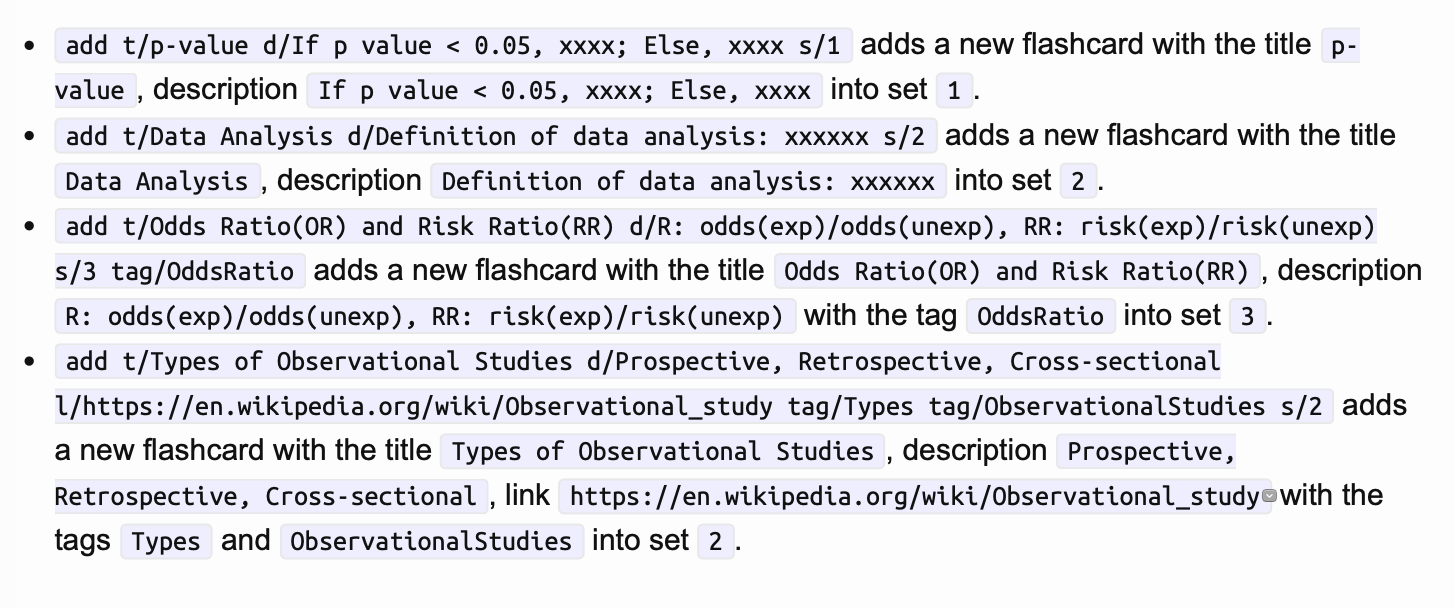 • add t/p-value d/If p value < 0.05, xxxx; Else, xxxx s/1 adds a new flashcard with the title p-
value , description If p value < 0.05, xxxx; Else, xxxx into set 1 .
• add t/Data Analysis d/Definition of data analysis: xxxxxx s/2 adds a new flashcard with the title
Data Analysis , description Definition of data analysis: xxxxxx into set 2 .
• add t/Odds Ratio(OR) and Risk Ratio(RR) d/R: odds(exp)/odds(unexp), RR: risk(exp)/risk(unexp)
s/3 tag/OddsRatio adds a new flashcard with the title Odds Ratio(OR) and Risk Ratio(RR) , description
R: odds(exp)/odds(unexp), RR: risk(exp)/risk(unexp) with the tag OddsRatio into set 3 .
• add t/Types of Observational Studies d/Prospective, Retrospective, Cross-sectional
l/https://en.wikipedia.org/wiki/Observational_study tag/Types tag/ObservationalStudies s/2 adds
a new flashcard with the title Types of Observational Studies , description Prospective,
Retrospective, Cross-sectional , link https://en.wikipedia.org/wiki/Observational_study with the
tags Types and ObservationalStudies into set 2 .